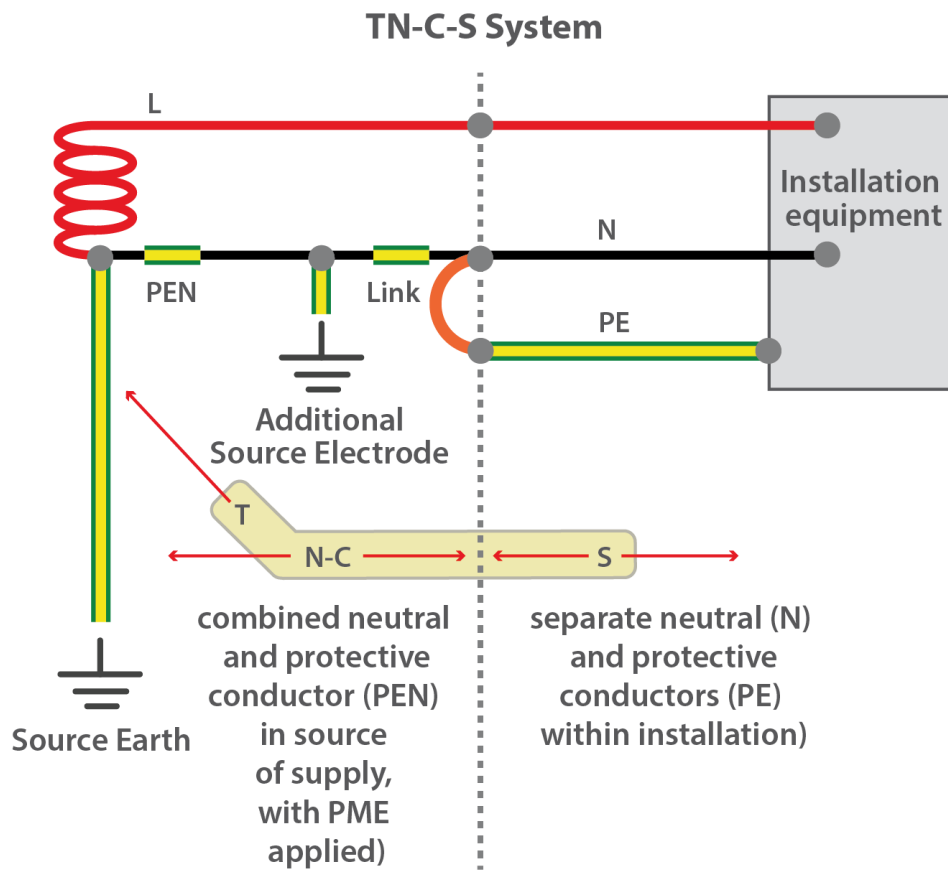 TN-C-S System
L
Installation
equipment
N
PEN
Link
PE
Additional
Source Electrode
T
N-C
S
combined neutral
and protective
conductor (PEN)
in source
of supply,
with PME
applied)
separate neutral (N)
and protective
conductors (PE)
within installation)
Source Earth